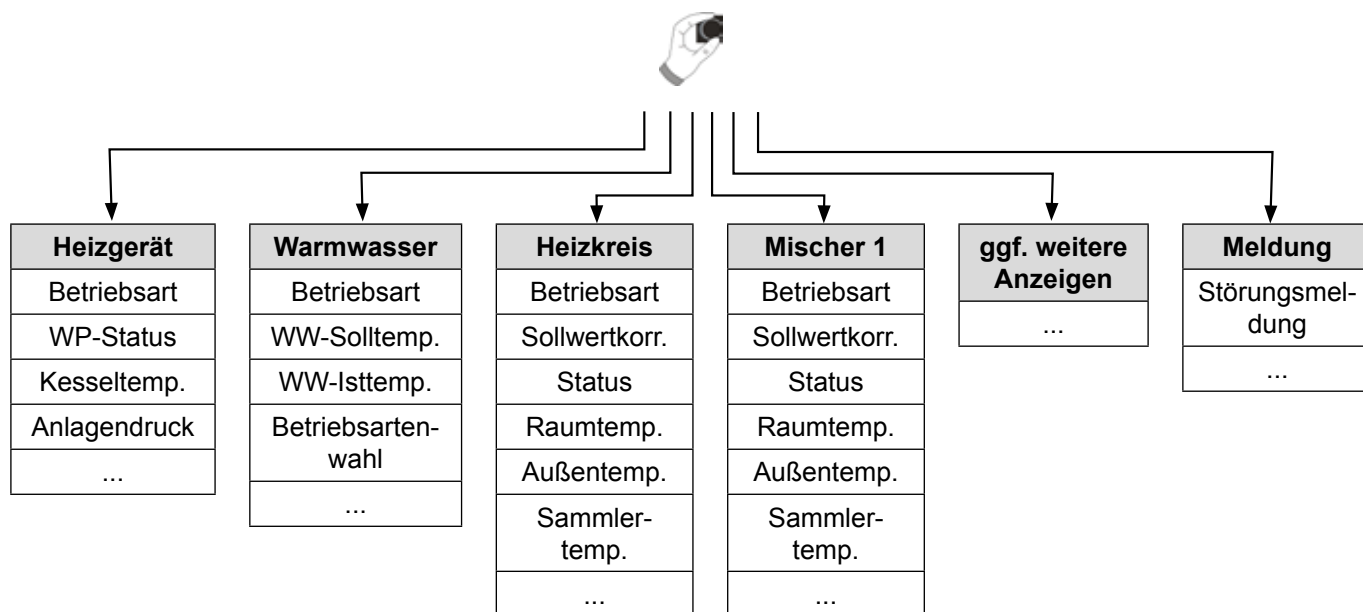 Heizgerät
Betriebsart
WP-Status
Kesseltemp.
Anlagendruck
...
Warmwasser
Betriebsart
WW-Solltemp.
WW-Isttemp.
Betriebsarten-
wahl
...
Heizkreis
Betriebsart
Sollwertkorr.
Status
Raumtemp.
Außentemp.
Sammler-
temp.
...
Mischer 1
Betriebsart
Sollwertkorr.
Status
Raumtemp.
Außentemp.
Sammler-
temp.
...
ggf. weitere
Anzeigen
...
Meldung
Störungsmel-
dung
...